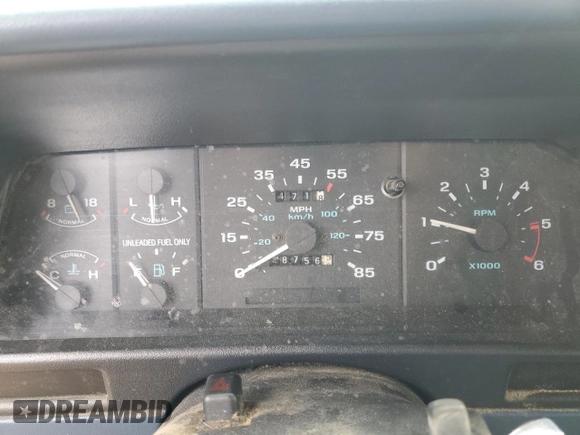 8 18
NORMAL
L H
NORMAL
UNLEADED FUEL ONLY
NORMAL
C H
F
0 15 25 35 45 55 65 75 85
MPH
km/h
20 40 100 120
0 1 2 3 4 5 6
RPM
X1000
DREAMBID